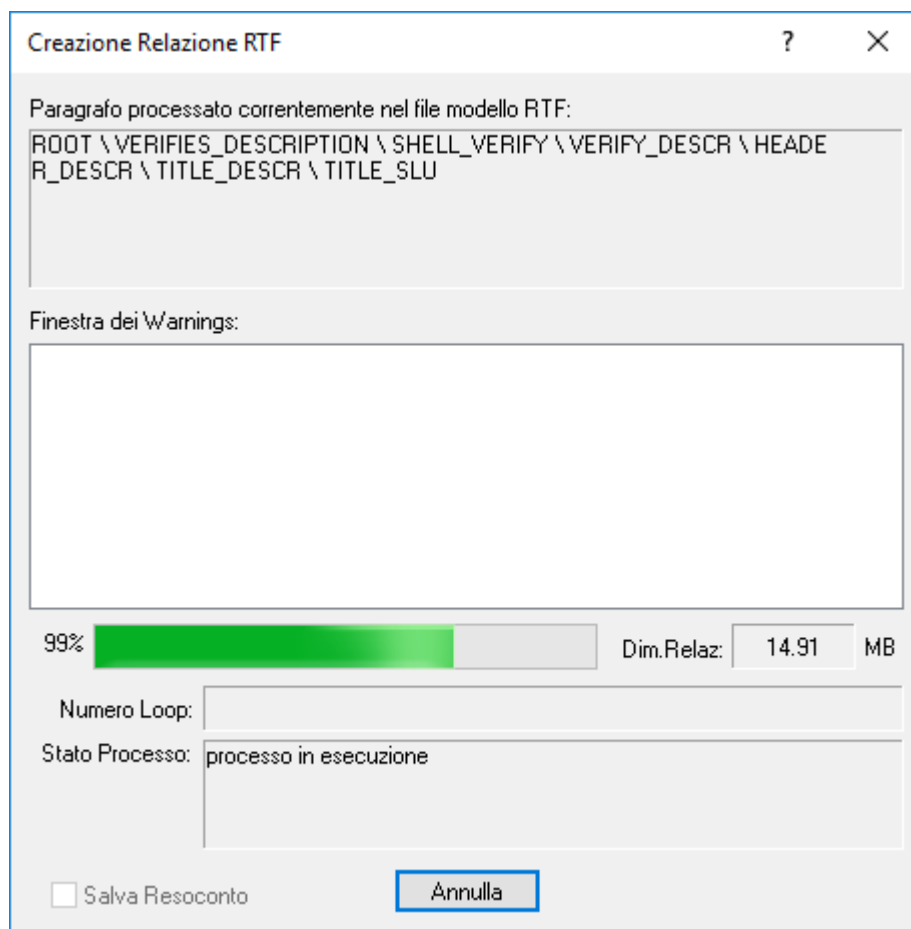 Creazione Relazione RTF
?
Paragrafo processato correntemente nel file modello RTF:
ROOT \ VERIFIES_DESCRIPTION \ SHELL_VERIFY \ VERIFY_DESCR \ HEADE
R_DESCR \ TITLE_DESCR \ TITLE_SLU
Finestra dei Warnings:
99%
Dim.Relaz: 14.91 MB
Numero Loop:
Stato Processo: processo in esecuzione
Salva Resoconto
Annulla